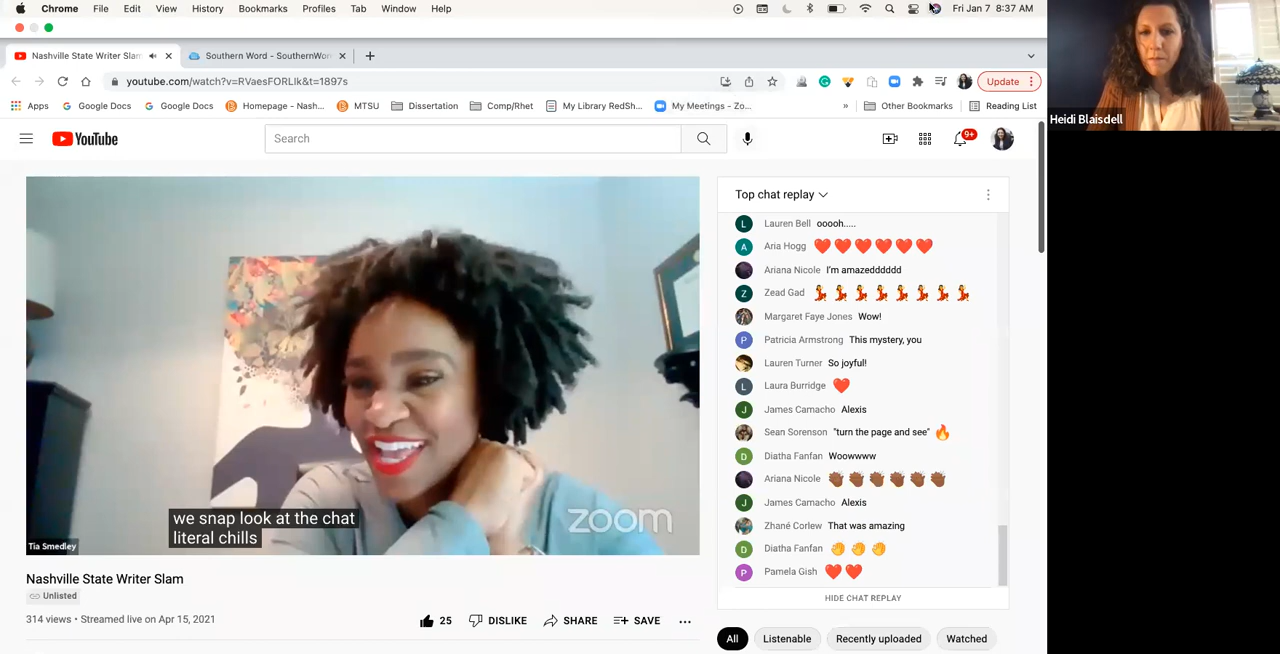 Chrome File Edit View History Bookmarks Profiles Tab Window Help
Fri Jan 7 8:37 AM
Nashville State Writer Slam
Southern Word - SouthernWor
youtube.com/watch?v=RVaesFORLlk&t=1897s
Update
Apps Google Docs Google Docs Homepage - Nash... MTSU Dissertation Comp/Rhet My Library RedSh... My Meetings - Zo... » Other Bookmarks Reading List
Heidi Blaisdell
YouTube
Search
9+
Top chat replay
Lauren Bell ooooh.....
Aria Hogg ❤️❤️❤️❤️❤️❤️
Ariana Nicole I'm amazedddddd
Zead Gad 💃💃💃💃💃💃💃💃
Margaret Faye Jones Wow!
Patricia Armstrong This mystery, you
Lauren Turner So joyful!
Laura Burridge ❤️
James Camacho Alexis
Sean Sorenson "turn the page and see" 🔥
Diatha Fanfan Woowwww
Ariana Nicole 👏🏾👏🏾👏🏾👏🏾👏🏾👏🏾
James Camacho Alexis
Zhané Corlew That was amazing
Diatha Fanfan 👏👏👏
Pamela Gish ❤️❤️
HIDE CHAT REPLAY
we snap look at the chat
literal chills
zoom
Tia Smedley
Nashville State Writer Slam
Unlisted
314 views • Streamed live on Apr 15, 2021
25 DISLIKE SHARE SAVE ...
All Listenable Recently uploaded Watched